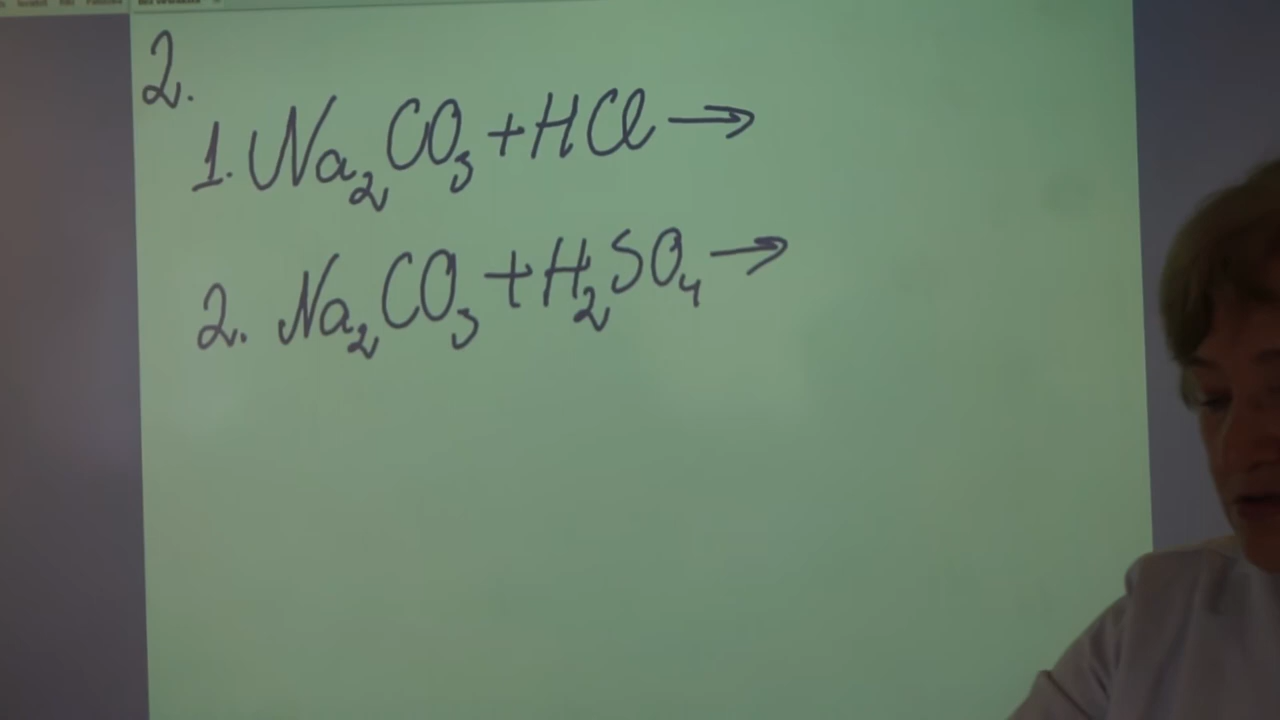 2.
1. Na₂CO₃ + HCl →
2. Na₂CO₃ + H₂SO₄ →